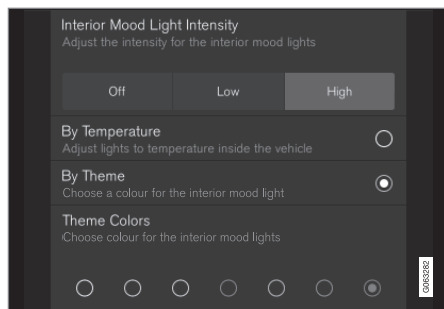 Interior Mood Light Intensity
Adjust the intensity for the interior mood lights
Off Low High
By Temperature
Adjust lights to temperature inside the vehicle
By Theme
Choose a colour for the interior mood light
Theme Colors
Choose colour for the interior mood lights
G063282